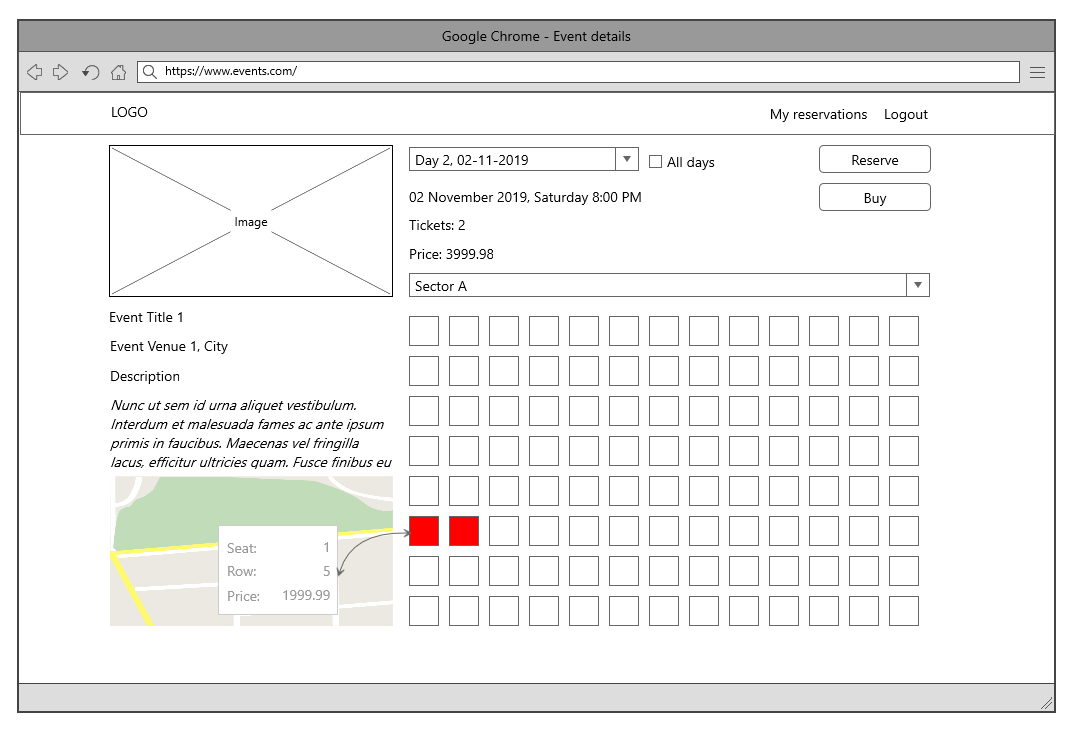 Google Chrome - Event details
https://www.events.com/
LOGO
My reservations
Logout
Image
Day 2, 02-11-2019
All days
Reserve
02 November 2019, Saturday 8:00 PM
Buy
Tickets: 2
Price: 3999.98
Sector A
Event Title 1
Event Venue 1, City
Description
Nunc ut sem id urna aliquet vestibulum.
Interdum et malesuada fames ac ante ipsum
primis in faucibus. Maecenas vel fringilla
lacus, efficitur ultricies quam. Fusce finibus eu
Seat: 1
Row: 5
Price: 1999.99